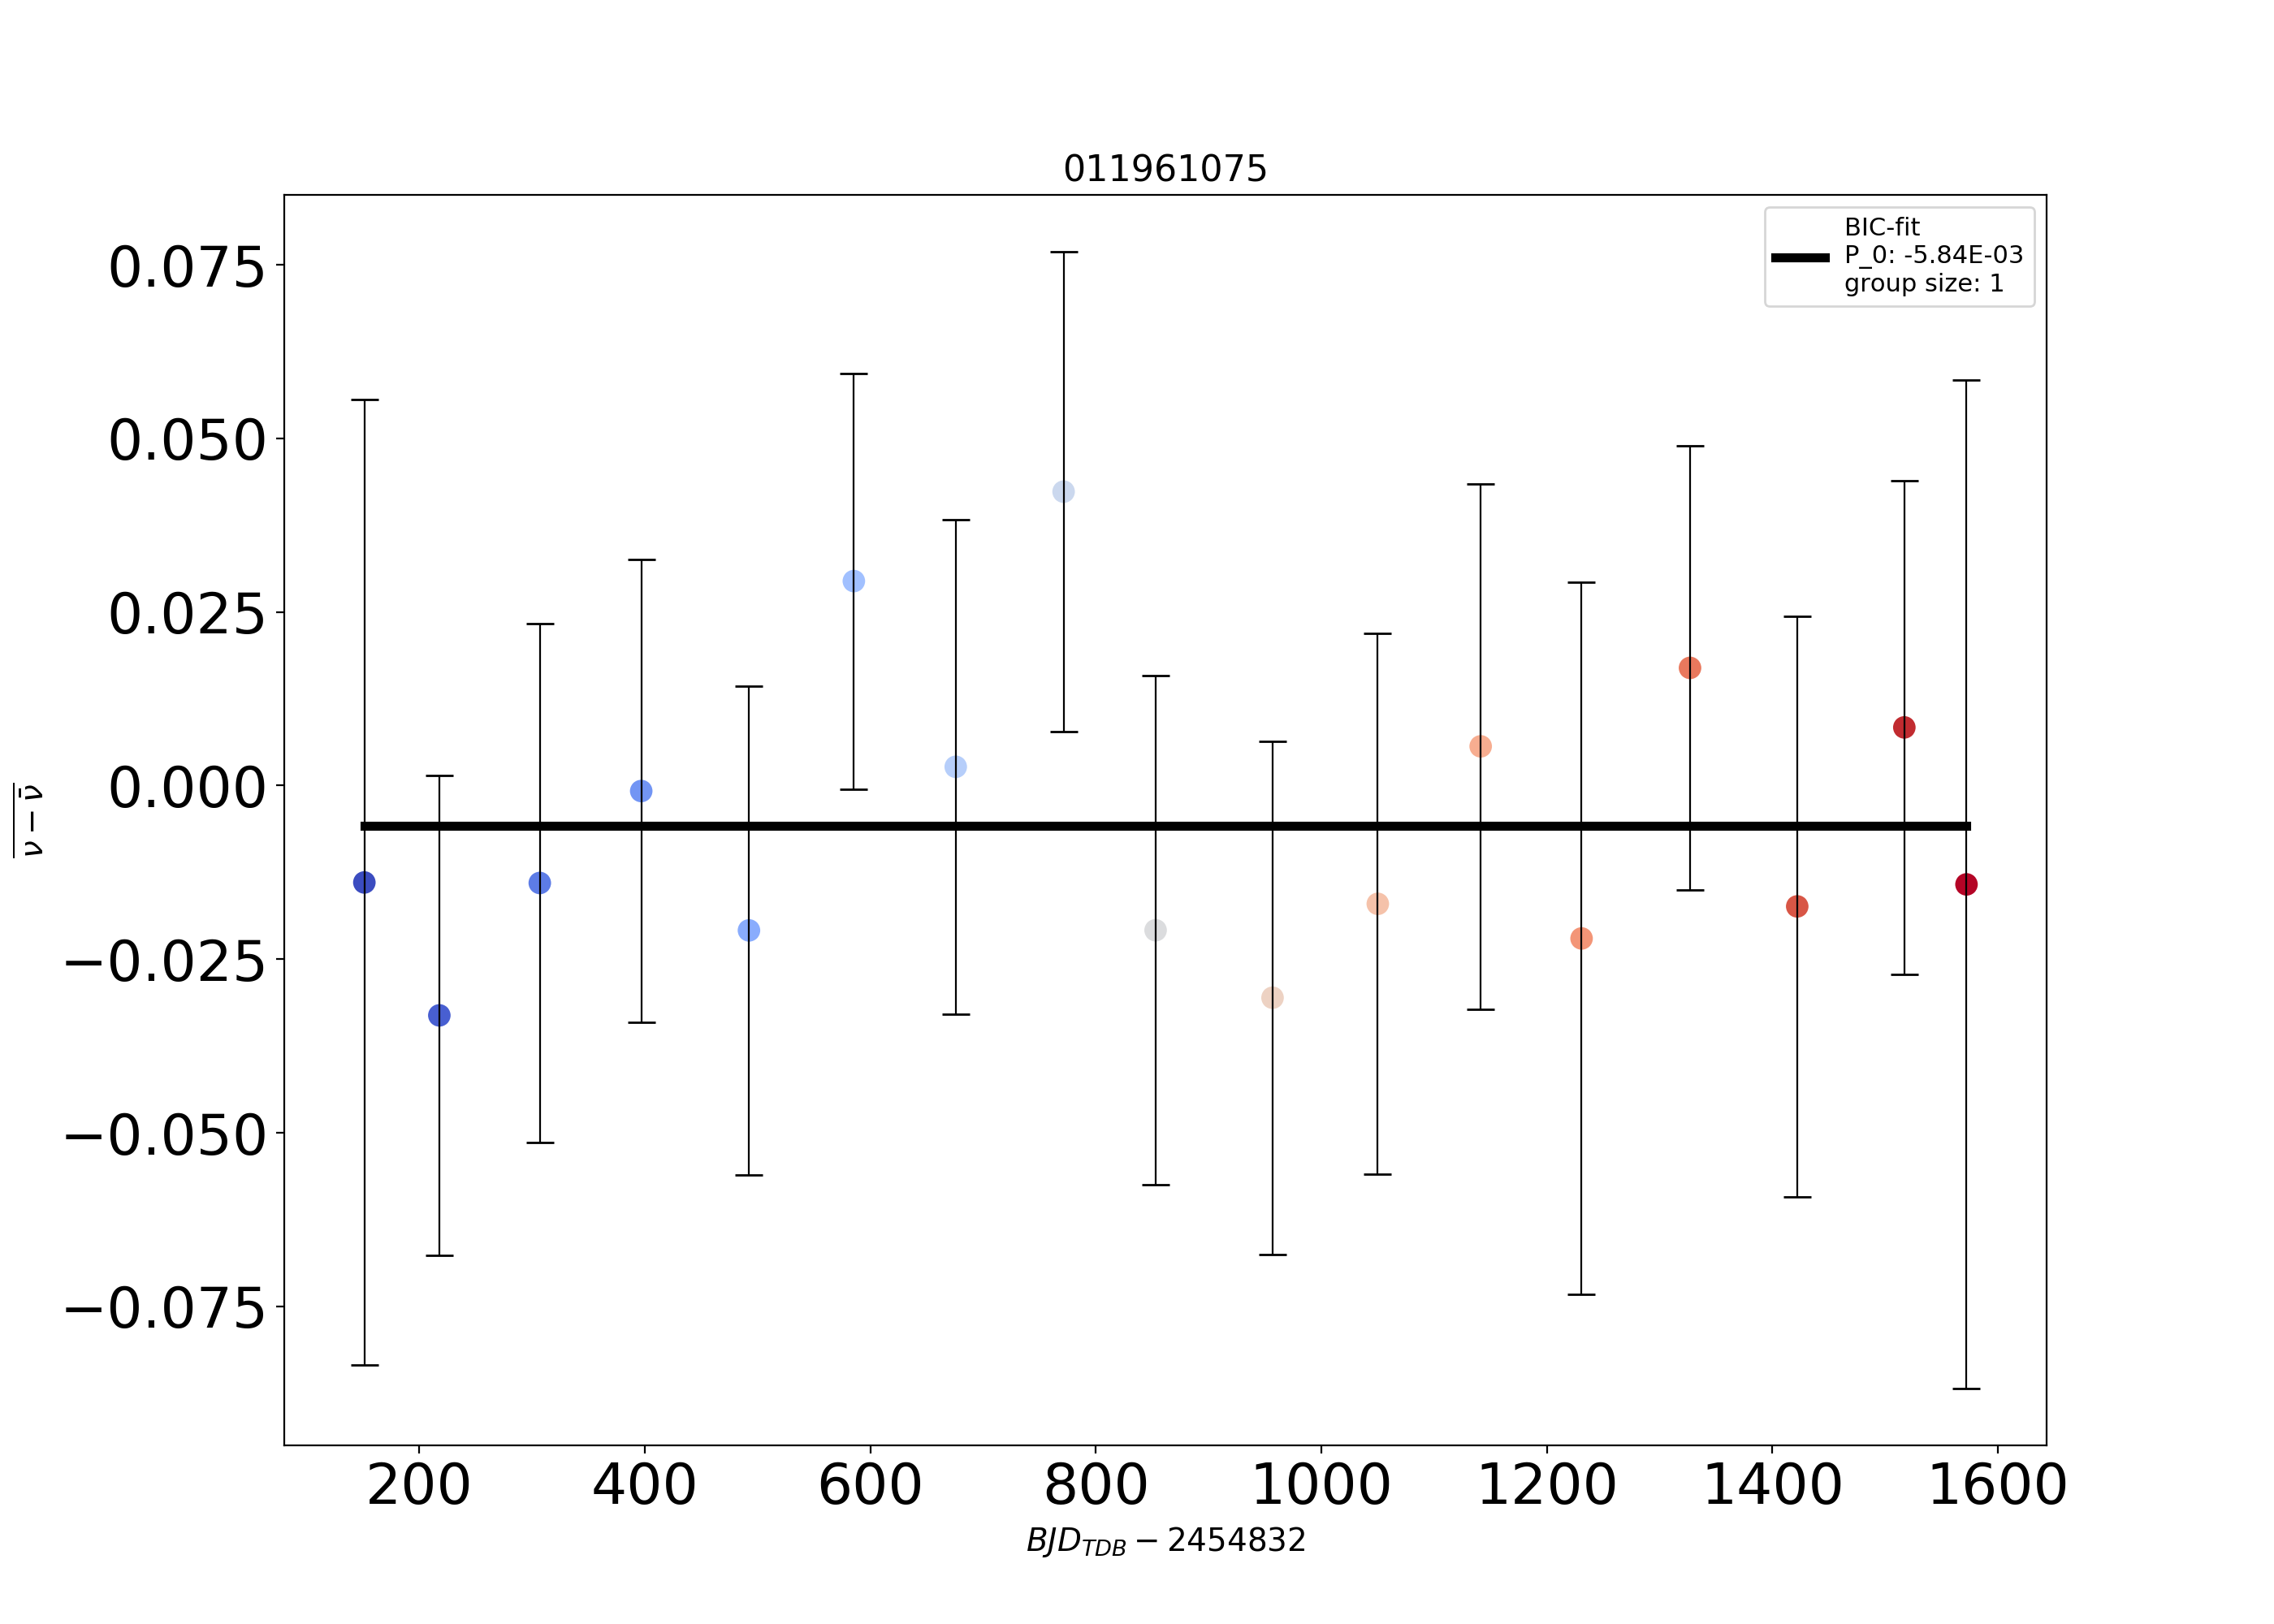 011961075
BIC-fit
P_0: -5.84E-03
group size: 1
0.075
0.050
0.025
0.000
−0.025
−0.050
−0.075
ν − ν̄
200 400 600 800 1000 1200 1400 1600
BJD_TDB − 2454832